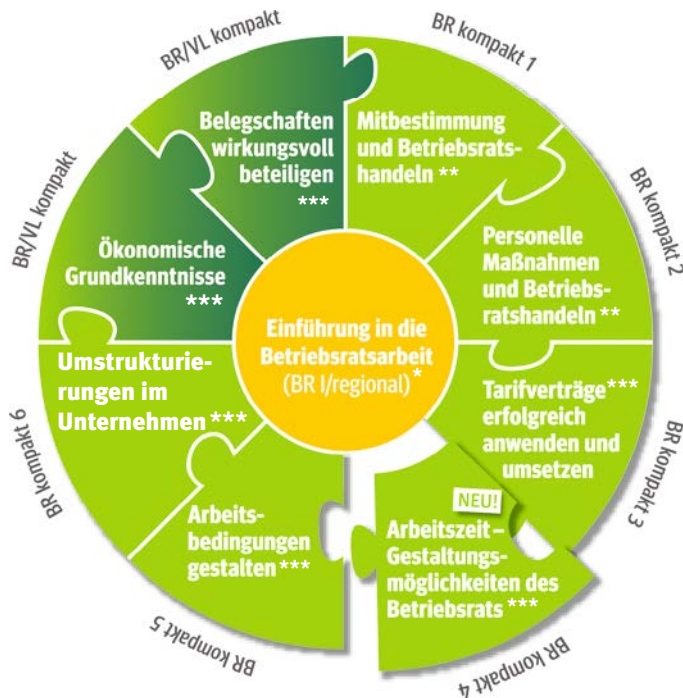 BR/VL kompakt
BR kompakt 1
Belegschaften
wirkungsvoll
beteiligen
***
Mitbestimmung
und Betriebsrats-
handeln **
BR/VL kompakt
BR kompakt 2
Ökonomische
Grundkenntnisse
***
Personelle
Maßnahmen
und Betriebs-
ratshandeln **
Einführung in die
Betriebsratsarbeit
(BR I/regional) *
Umstrukturie-
rungen im
Unternehmen ***
BR kompakt 6
Tarifverträge ***
erfolgreich
anwenden und
umsetzen
BR kompakt 3
Arbeits-
bedingungen
gestalten ***
BR kompakt 5
NEU!
Arbeitszeit –
Gestaltungs-
möglichkeiten des
Betriebsrats ***
BR kompakt 4